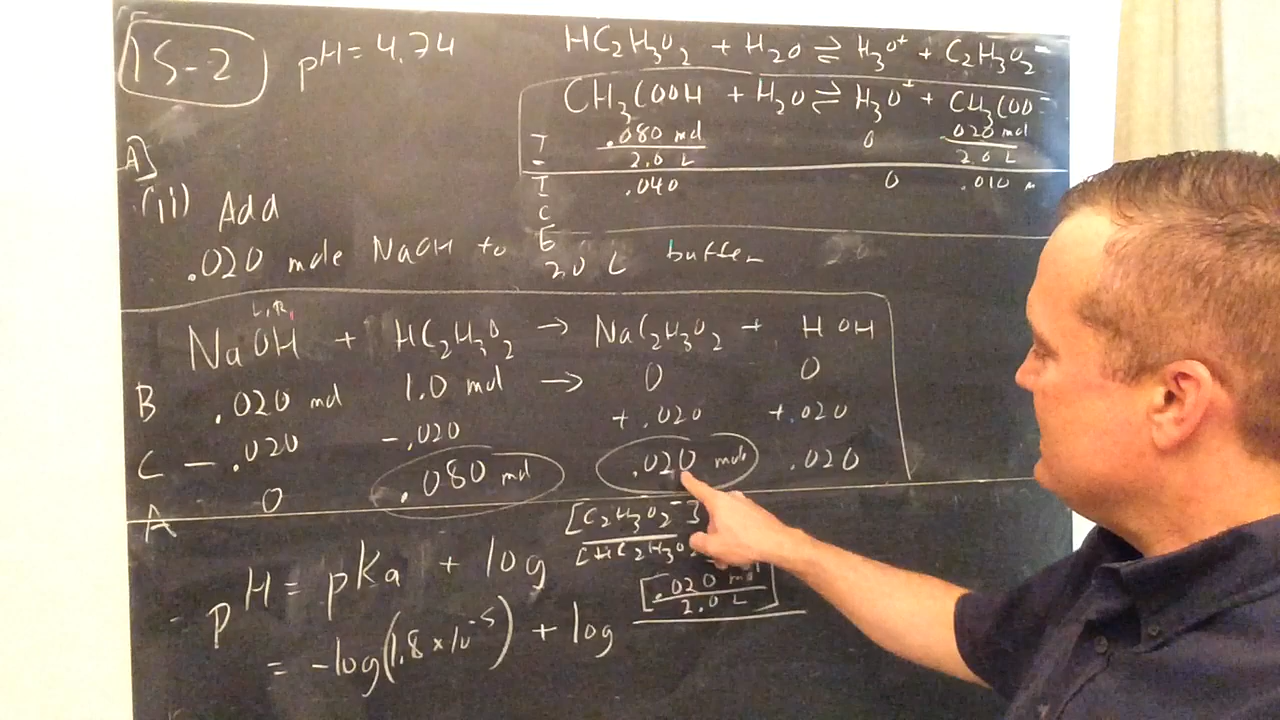 15-2 pH = 4.74
HC₂H₃O₂ + H₂O ⇌ H₃O⁺ + C₂H₃O₂⁻
CH₃COOH + H₂O ⇌ H₃O⁺ + CH₃COO⁻
I .080 mol / 2.0 L 0 .020 mol / 2.0 L
I .040 0 .010 M
C
E
A)
(ii) Add
.020 mole NaOH to 2.0 L buffer
L.R.
NaOH + HC₂H₃O₂ → NaC₂H₃O₂ + HOH
B .020 mol 1.0 mol → 0 0
C - .020 - .020 + .020 + .020
A 0 .080 mol .020 mole .020
pH = pKa + log [C₂H₃O₂⁻] / [HC₂H₃O₂
= -log(1.8 × 10⁻⁵) + log [.020 mol / 2.0 L]